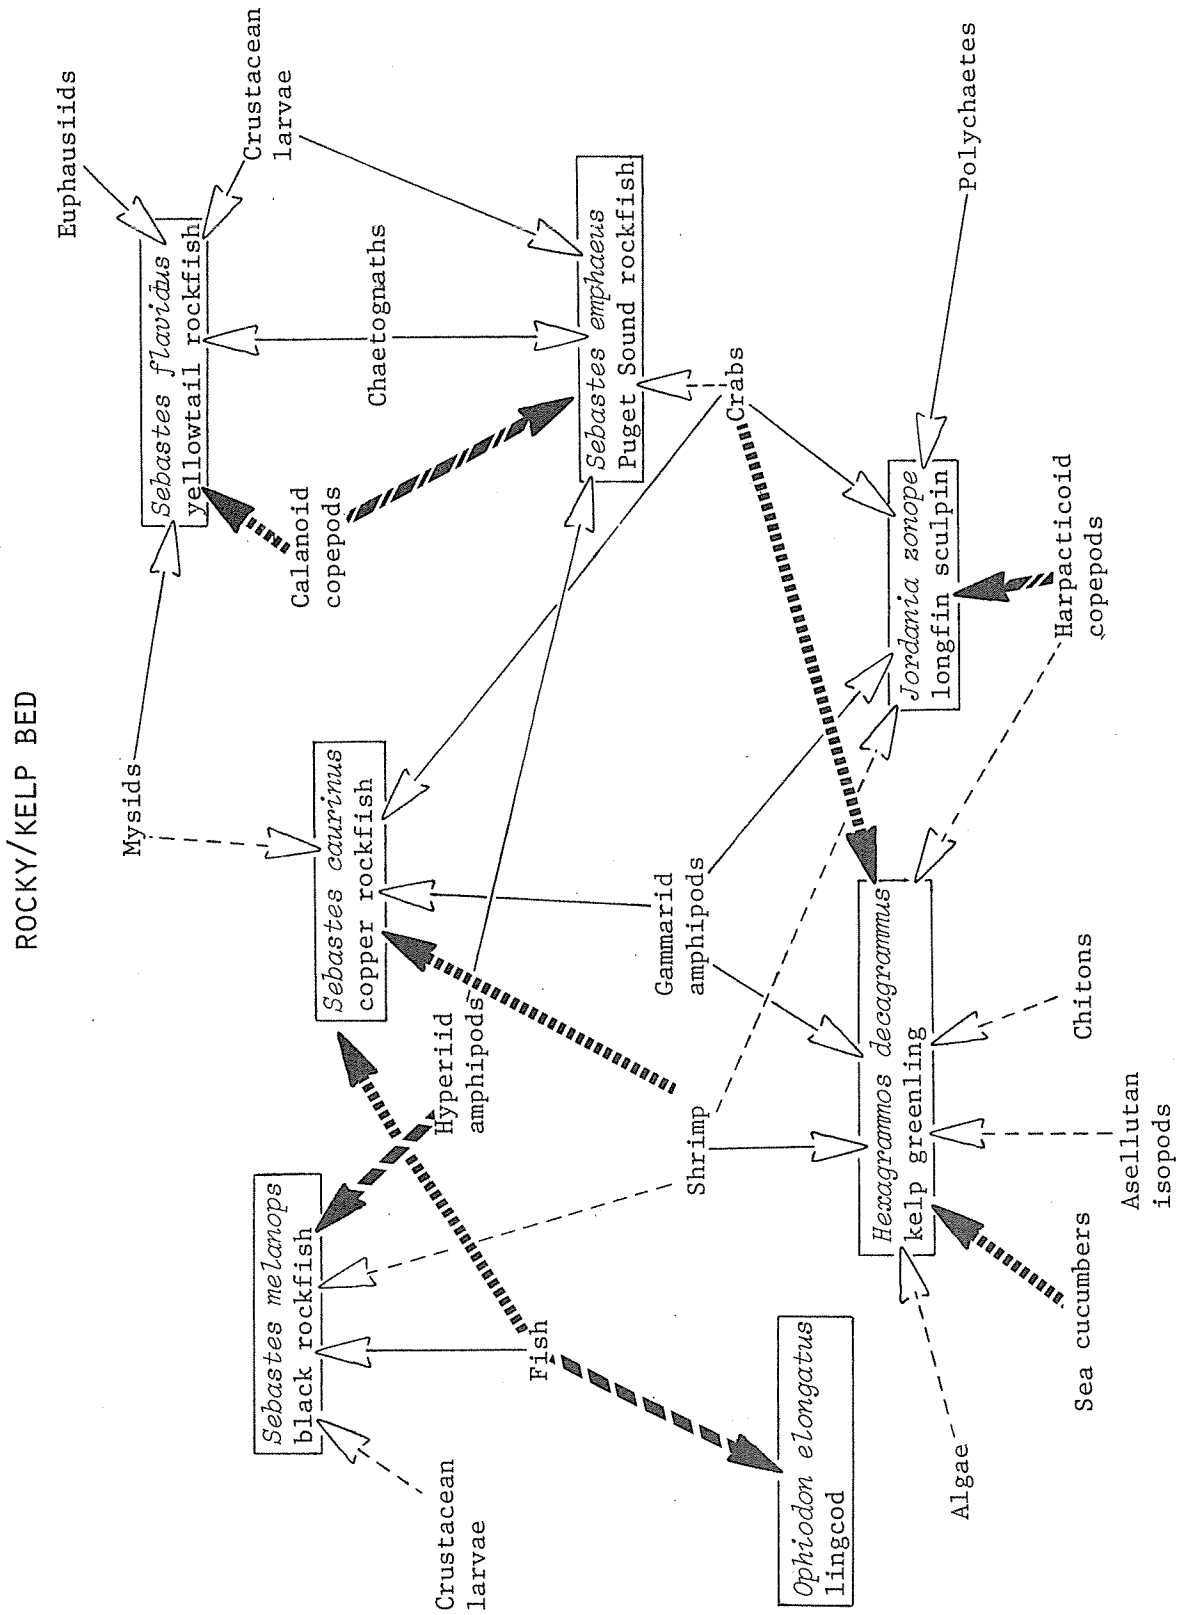 ROCKY/KELP BED
Crustacean
larvae
Sebastes melanops
black rockfish
Mysids
Euphausiids
Sebastes flavidus
yellowtail rockfish
Crustacean
larvae
Sebastes caurinus
copper rockfish
Calanoid
copepods
Chaetognaths
Hyperiid
amphipods
Fish
Sebastes emphaeus
Puget Sound rockfish
Shrimp
Gammarid
amphipods
Crabs
Ophiodon elongatus
lingcod
Hexagrammos decagrammus
kelp greenling
Jordania zonope
longfin sculpin
Polychaetes
Algae
Sea cucumbers
Asellutan
isopods
Chitons
Harpacticoid
copepods